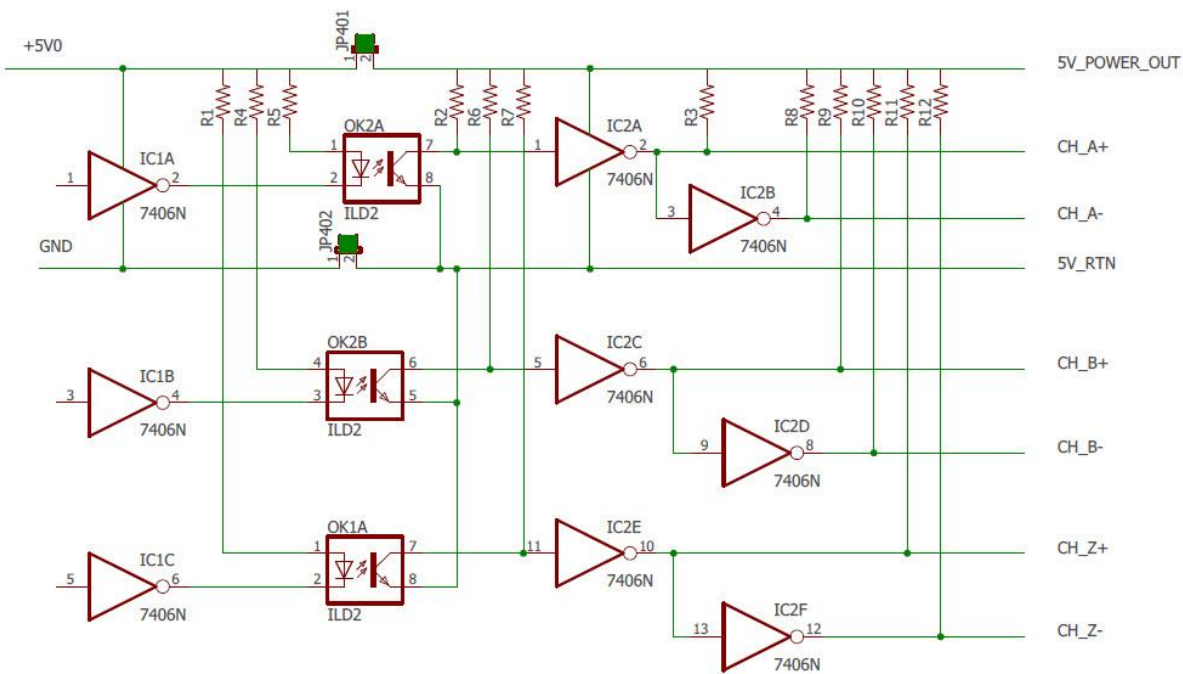 JP401
+5V0
1 2
5V_POWER_OUT
R1 R4 R5 R2 R6 R7 R3 R8 R9 R10 R11 R12
OK2A
IC1A
1 7
1 IC2A 2
CH_A+
1 2
2 8
IC2B
7406N
7406N
ILD2
3 4
CH_A-
JP402
GND
7406N
1 2
5V_RTN
OK2B
IC2C
IC1B
4 6
5 6
CH_B+
3 4
3 5
7406N
7406N
ILD2
IC2D
9 8
CH_B-
7406N
OK1A
IC2E
IC1C
1 7
11 10
CH_Z+
5 6
2 8
7406N
7406N
ILD2
IC2F
13 12
CH_Z-
7406N